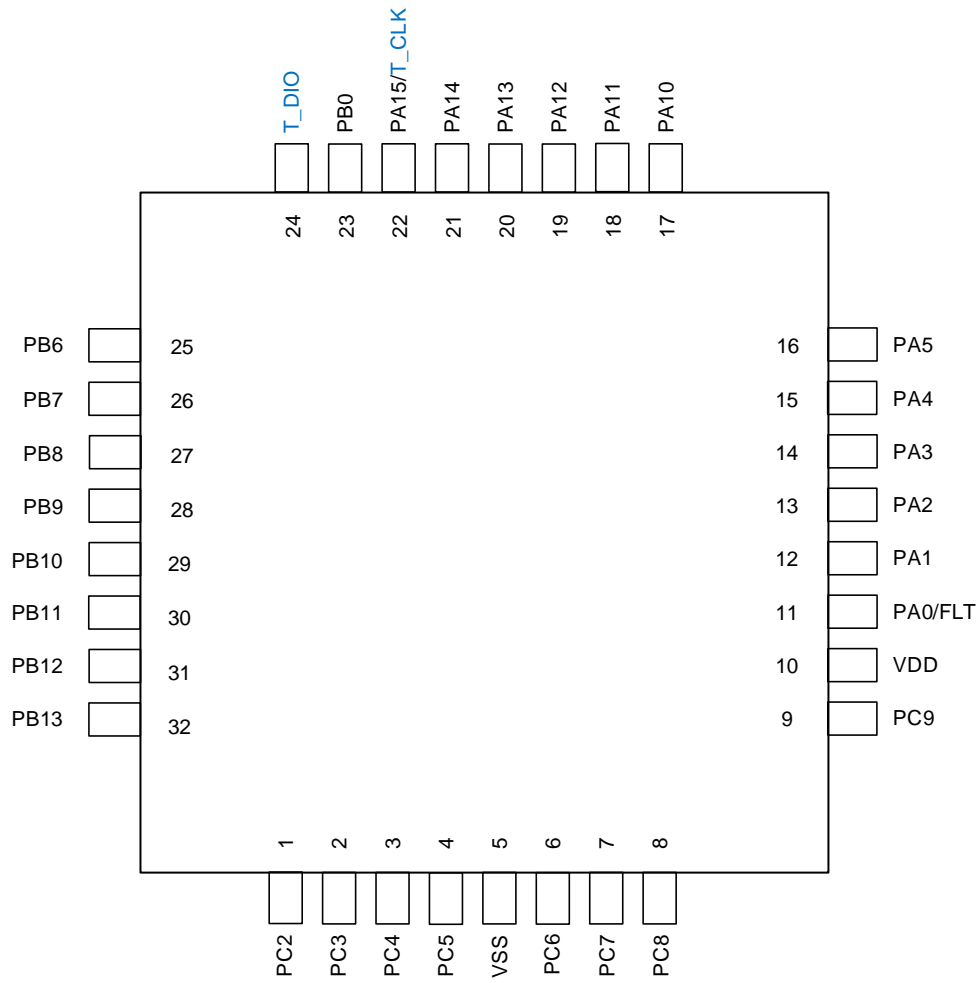 T_DIO
PB0
PA15/T_CLK
PA14
PA13
PA12
PA11
PA10
24
23
22
21
20
19
18
17
PB6
25
16
PA5
PB7
26
15
PA4
PB8
27
14
PA3
PB9
28
13
PA2
PB10
29
12
PA1
PB11
30
11
PA0/FLT
PB12
31
10
VDD
PB13
32
9
PC9
1
2
3
4
5
6
7
8
PC2
PC3
PC4
PC5
VSS
PC6
PC7
PC8